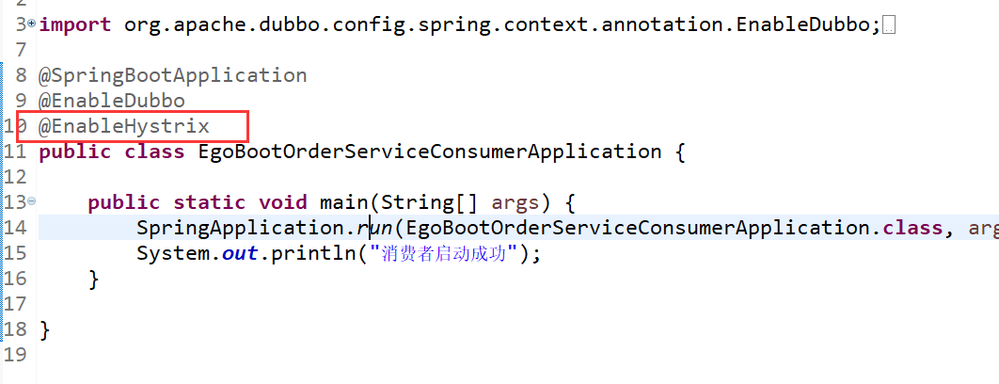 3 import org.apache.dubbo.config.spring.context.annotation.EnableDubbo;
7
8 @SpringBootApplication
9 @EnableDubbo
10 @EnableHystrix
11 public class EgoBootOrderServiceConsumerApplication {
12
13 public static void main(String[] args) {
14 SpringApplication.run(EgoBootOrderServiceConsumerApplication.class, arg
15 System.out.println("消费者启动成功");
16 }
17
18 }
19